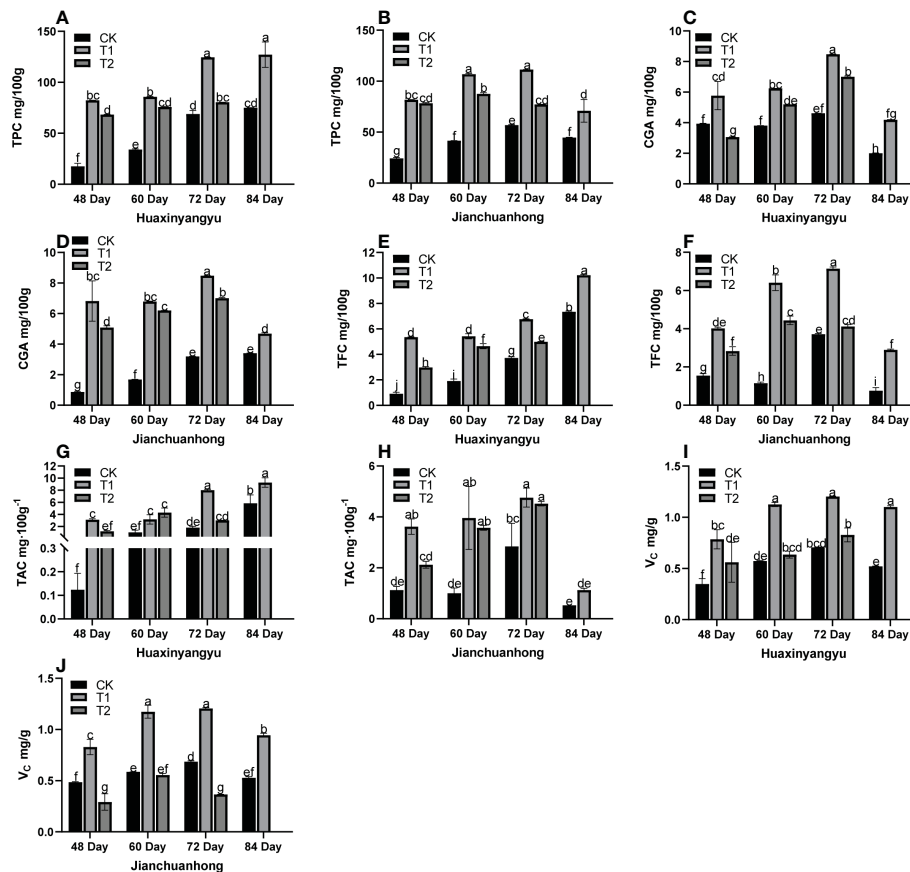 A
CK
T1
T2
TPC mg/100g
150
100
50
0
f
bc
d
e
b
cd
d
a
cd
cd
a
48 Day
60 Day
72 Day
84 Day
Huaxinyangyu
B
CK
T1
T2
TPC mg/100g
150
100
50
0
g
bc
cd
f
a
b
e
a
cd
f
d
48 Day
60 Day
72 Day
84 Day
Jianchuanhong
C
CK
T1
T2
CGA mg/100g
10
8
6
4
2
0
fg
cd
g
fg
bc
de
ef
a
b
h
fg
48 Day
60 Day
72 Day
84 Day
Huaxinyangyu
D
CK
T1
T2
CGA mg/100g
10
8
6
4
2
0
g
bc
d
f
bc
c
e
a
b
e
d
48 Day
60 Day
72 Day
84 Day
Jianchuanhong
E
CK
T1
T2
TFC mg/100g
12
10
8
6
4
2
0
j
d
h
i
d
f
g
c
e
b
a
48 Day
60 Day
72 Day
84 Day
Huaxinyangyu
F
CK
T1
T2
TFC mg/100g
8
6
4
2
0
g
de
f
h
b
c
e
a
cd
i
f
48 Day
60 Day
72 Day
84 Day
Jianchuanhong
G
CK
T1
T2
TAC mg·100g⁻¹
12
10
8
6
4
2
0.3
0.2
0.1
0.0
f
c
ef
ef
c
c
de
a
cd
b
a
48 Day
60 Day
72 Day
84 Day
Huaxinyangyu
H
CK
T1
T2
TAC mg·100g⁻¹
6
4
2
0
de
ab
cd
de
ab
ab
bc
a
a
e
de
48 Day
60 Day
72 Day
84 Day
Jianchuanhong
I
CK
T1
T2
V_C mg/g
1.5
1.0
0.5
0.0
f
bc
de
de
a
bcd
bcd
a
b
e
a
48 Day
60 Day
72 Day
84 Day
Huaxinyangyu
J
CK
T1
T2
V_C mg/g
1.5
1.0
0.5
0.0
f
c
g
e
a
ef
d
a
g
ef
b
48 Day
60 Day
72 Day
84 Day
Jianchuanhong